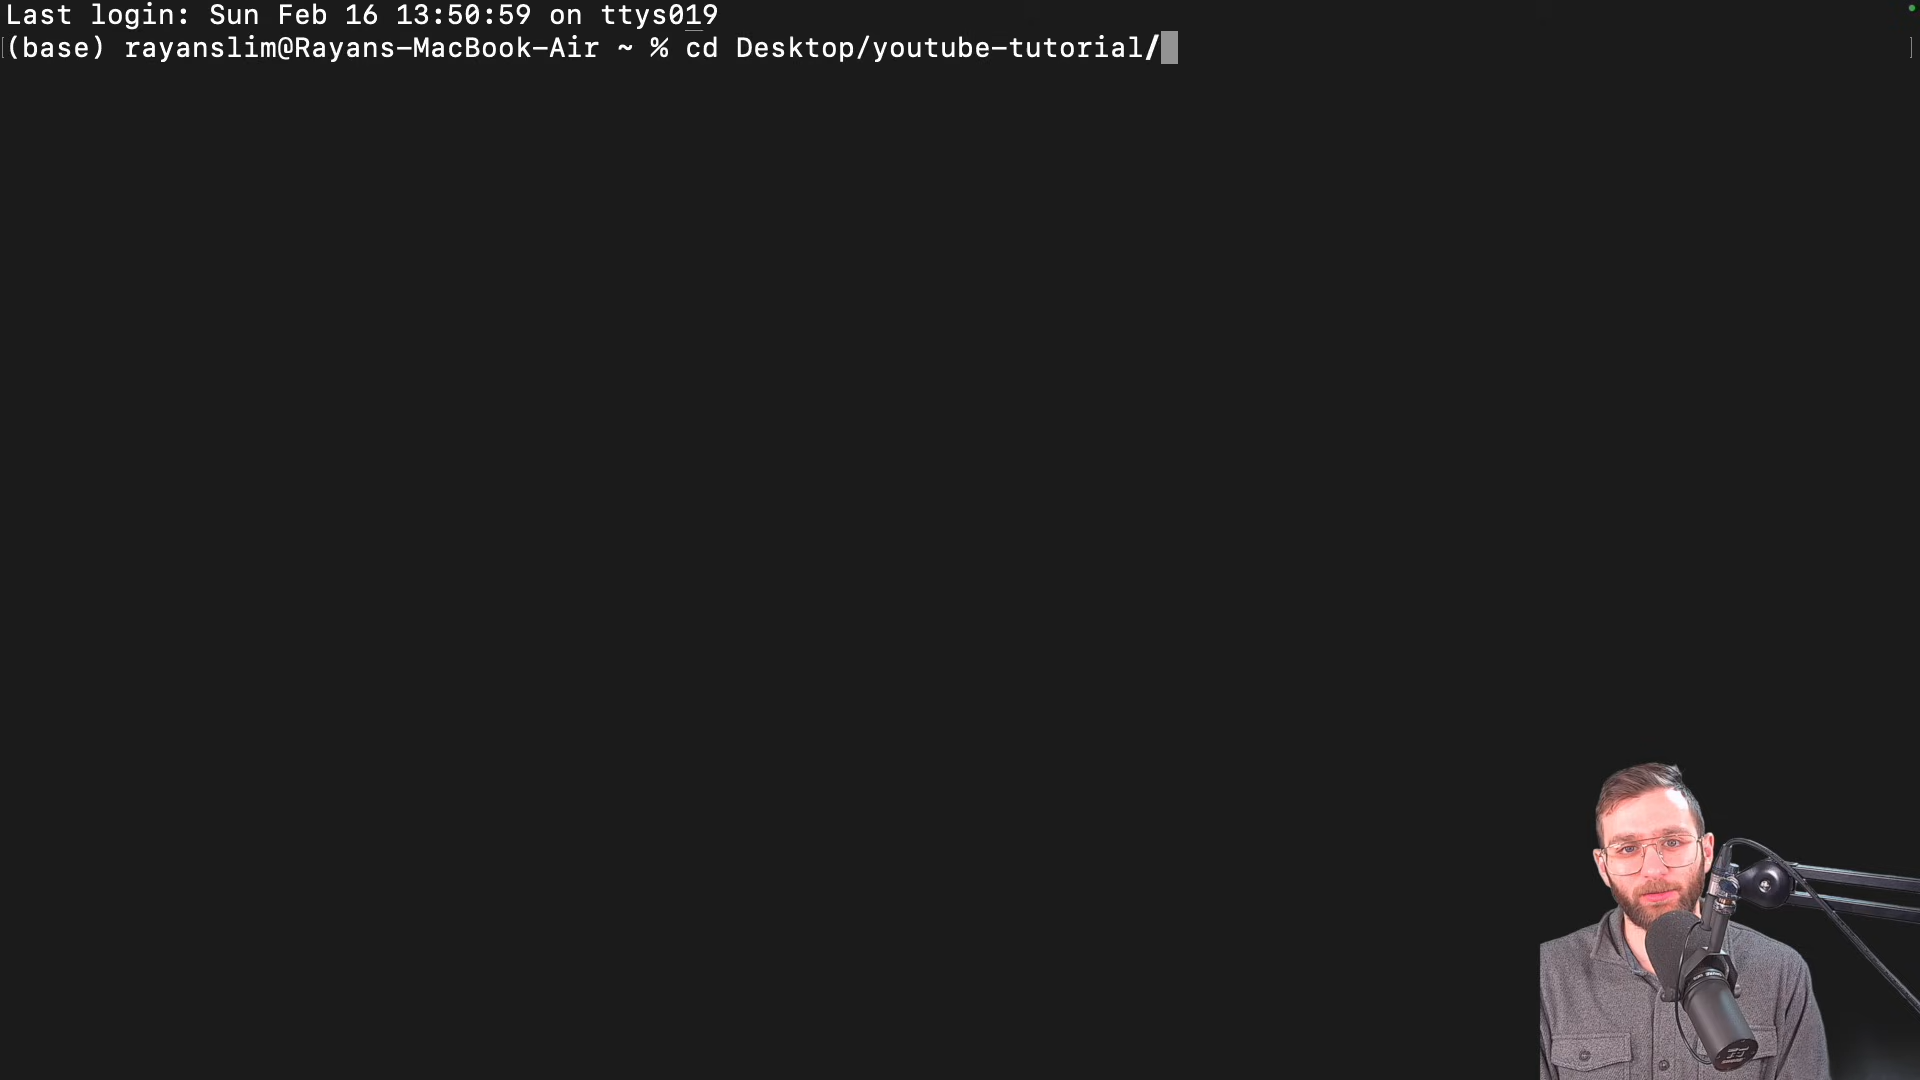 Last login: Sun Feb 16 13:50:59 on ttys019
(base) rayanslim@Rayans-MacBook-Air ~ % cd Desktop/youtube-tutorial/